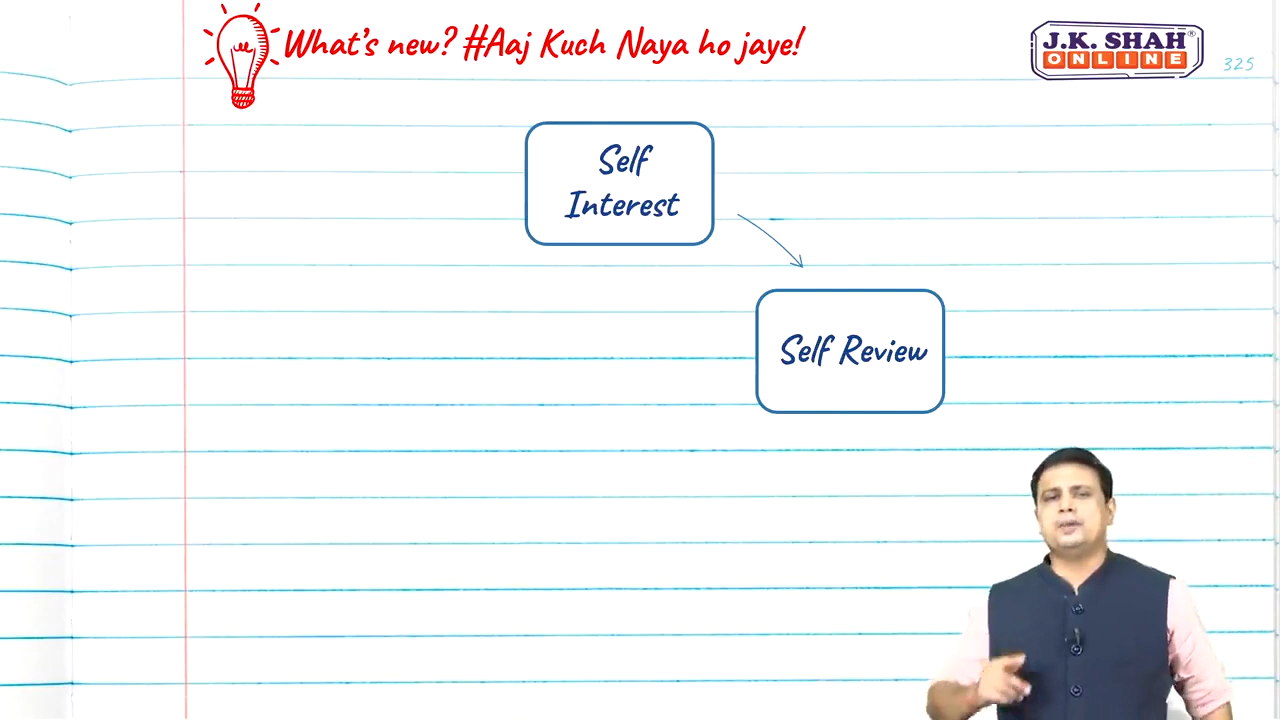 What's new? #Aaj Kuch Naya ho jaye!
J.K. SHAH®
ONLINE
325
Self
Interest
Self Review